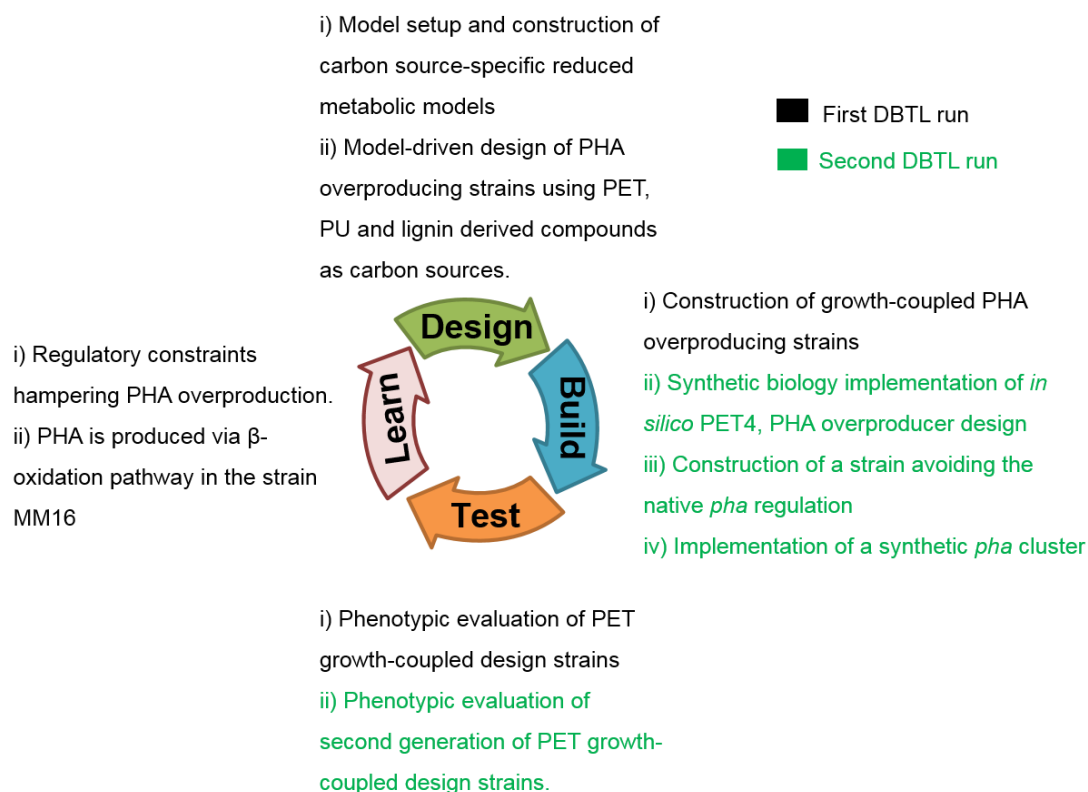 i) Model setup and construction of
carbon source-specific reduced
metabolic models
ii) Model-driven design of PHA
overproducing strains using PET,
PU and lignin derived compounds
as carbon sources.
First DBTL run
Second DBTL run
Design
Build
Test
Learn
i) Construction of growth-coupled PHA
overproducing strains
ii) Synthetic biology implementation of in
silico PET4, PHA overproducer design
iii) Construction of a strain avoiding the
native pha regulation
iv) Implementation of a synthetic pha cluster
i) Regulatory constraints
hampering PHA overproduction.
ii) PHA is produced via β-
oxidation pathway in the strain
MM16
i) Phenotypic evaluation of PET
growth-coupled design strains
ii) Phenotypic evaluation of
second generation of PET growth-
coupled design strains.